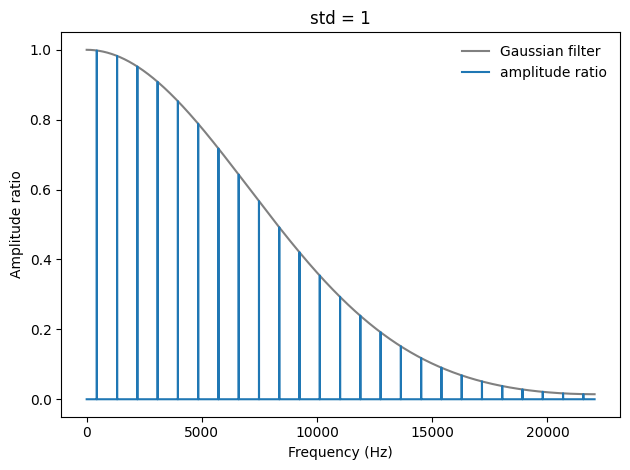 std = 1
Gaussian filter
amplitude ratio
Amplitude ratio
1.0
0.8
0.6
0.4
0.2
0.0
0 5000 10000 15000 20000
Frequency (Hz)